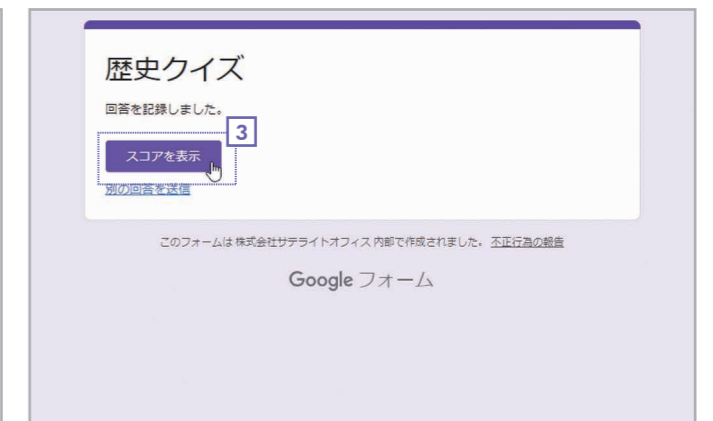 歴史クイズ
回答を記録しました。
3
スコアを表示
別の回答を送信
このフォームは 株式会社サテライトオフィス 内部で作成されました。 不正行為の報告
Google フォーム